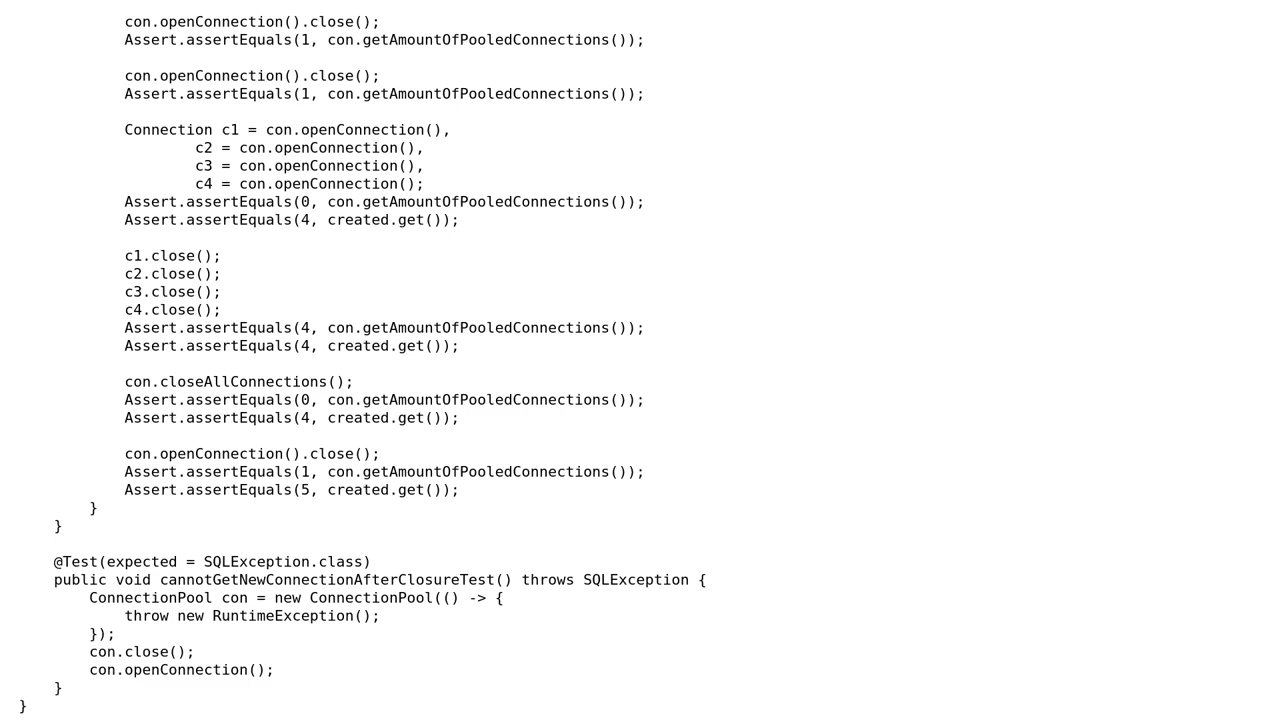 con.openConnection().close();
            Assert.assertEquals(1, con.getAmountOfPooledConnections());

            con.openConnection().close();
            Assert.assertEquals(1, con.getAmountOfPooledConnections());

            Connection c1 = con.openConnection(),
                    c2 = con.openConnection(),
                    c3 = con.openConnection(),
                    c4 = con.openConnection();
            Assert.assertEquals(0, con.getAmountOfPooledConnections());
            Assert.assertEquals(4, created.get());

            c1.close();
            c2.close();
            c3.close();
            c4.close();
            Assert.assertEquals(4, con.getAmountOfPooledConnections());
            Assert.assertEquals(4, created.get());

            con.closeAllConnections();
            Assert.assertEquals(0, con.getAmountOfPooledConnections());
            Assert.assertEquals(4, created.get());

            con.openConnection().close();
            Assert.assertEquals(1, con.getAmountOfPooledConnections());
            Assert.assertEquals(5, created.get());
        }
    }

    @Test(expected = SQLException.class)
    public void cannotGetNewConnectionAfterClosureTest() throws SQLException {
        ConnectionPool con = new ConnectionPool(() -> {
            throw new RuntimeException();
        });
        con.close();
        con.openConnection();
    }
}